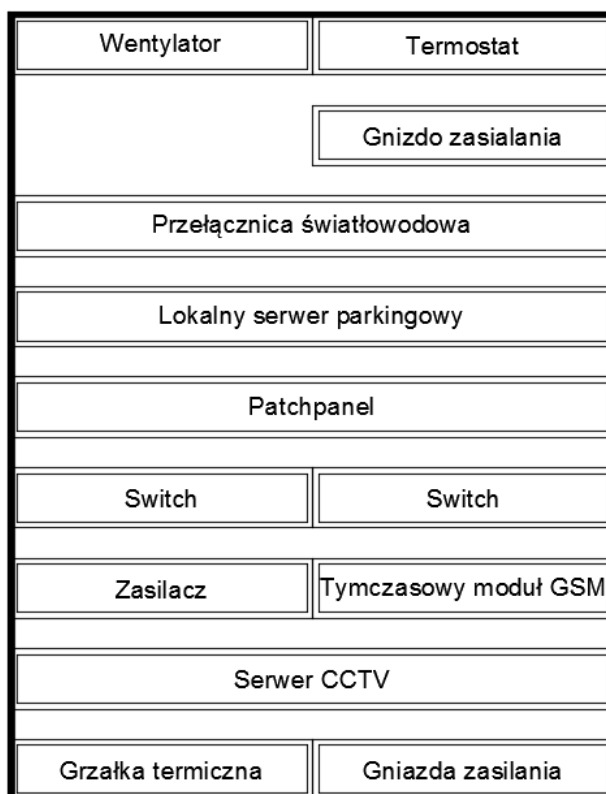 Wentylator
Termostat
Gnizdo zasialania
Przełącznica światłowodowa
Lokalny serwer parkingowy
Patchpanel
Switch
Switch
Zasilacz
Tymczasowy moduł GSM
Serwer CCTV
Grzałka termiczna
Gniazda zasilania